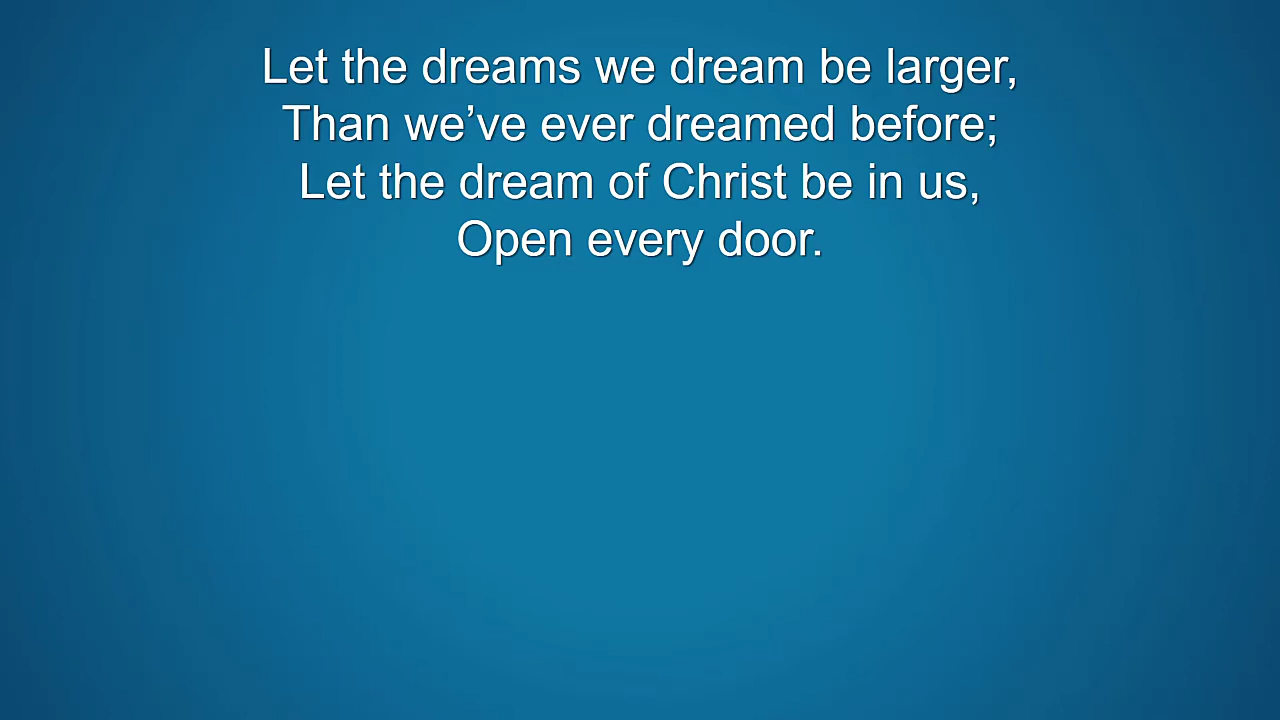 Let the dreams we dream be larger,
Than we’ve ever dreamed before;
Let the dream of Christ be in us,
Open every door.